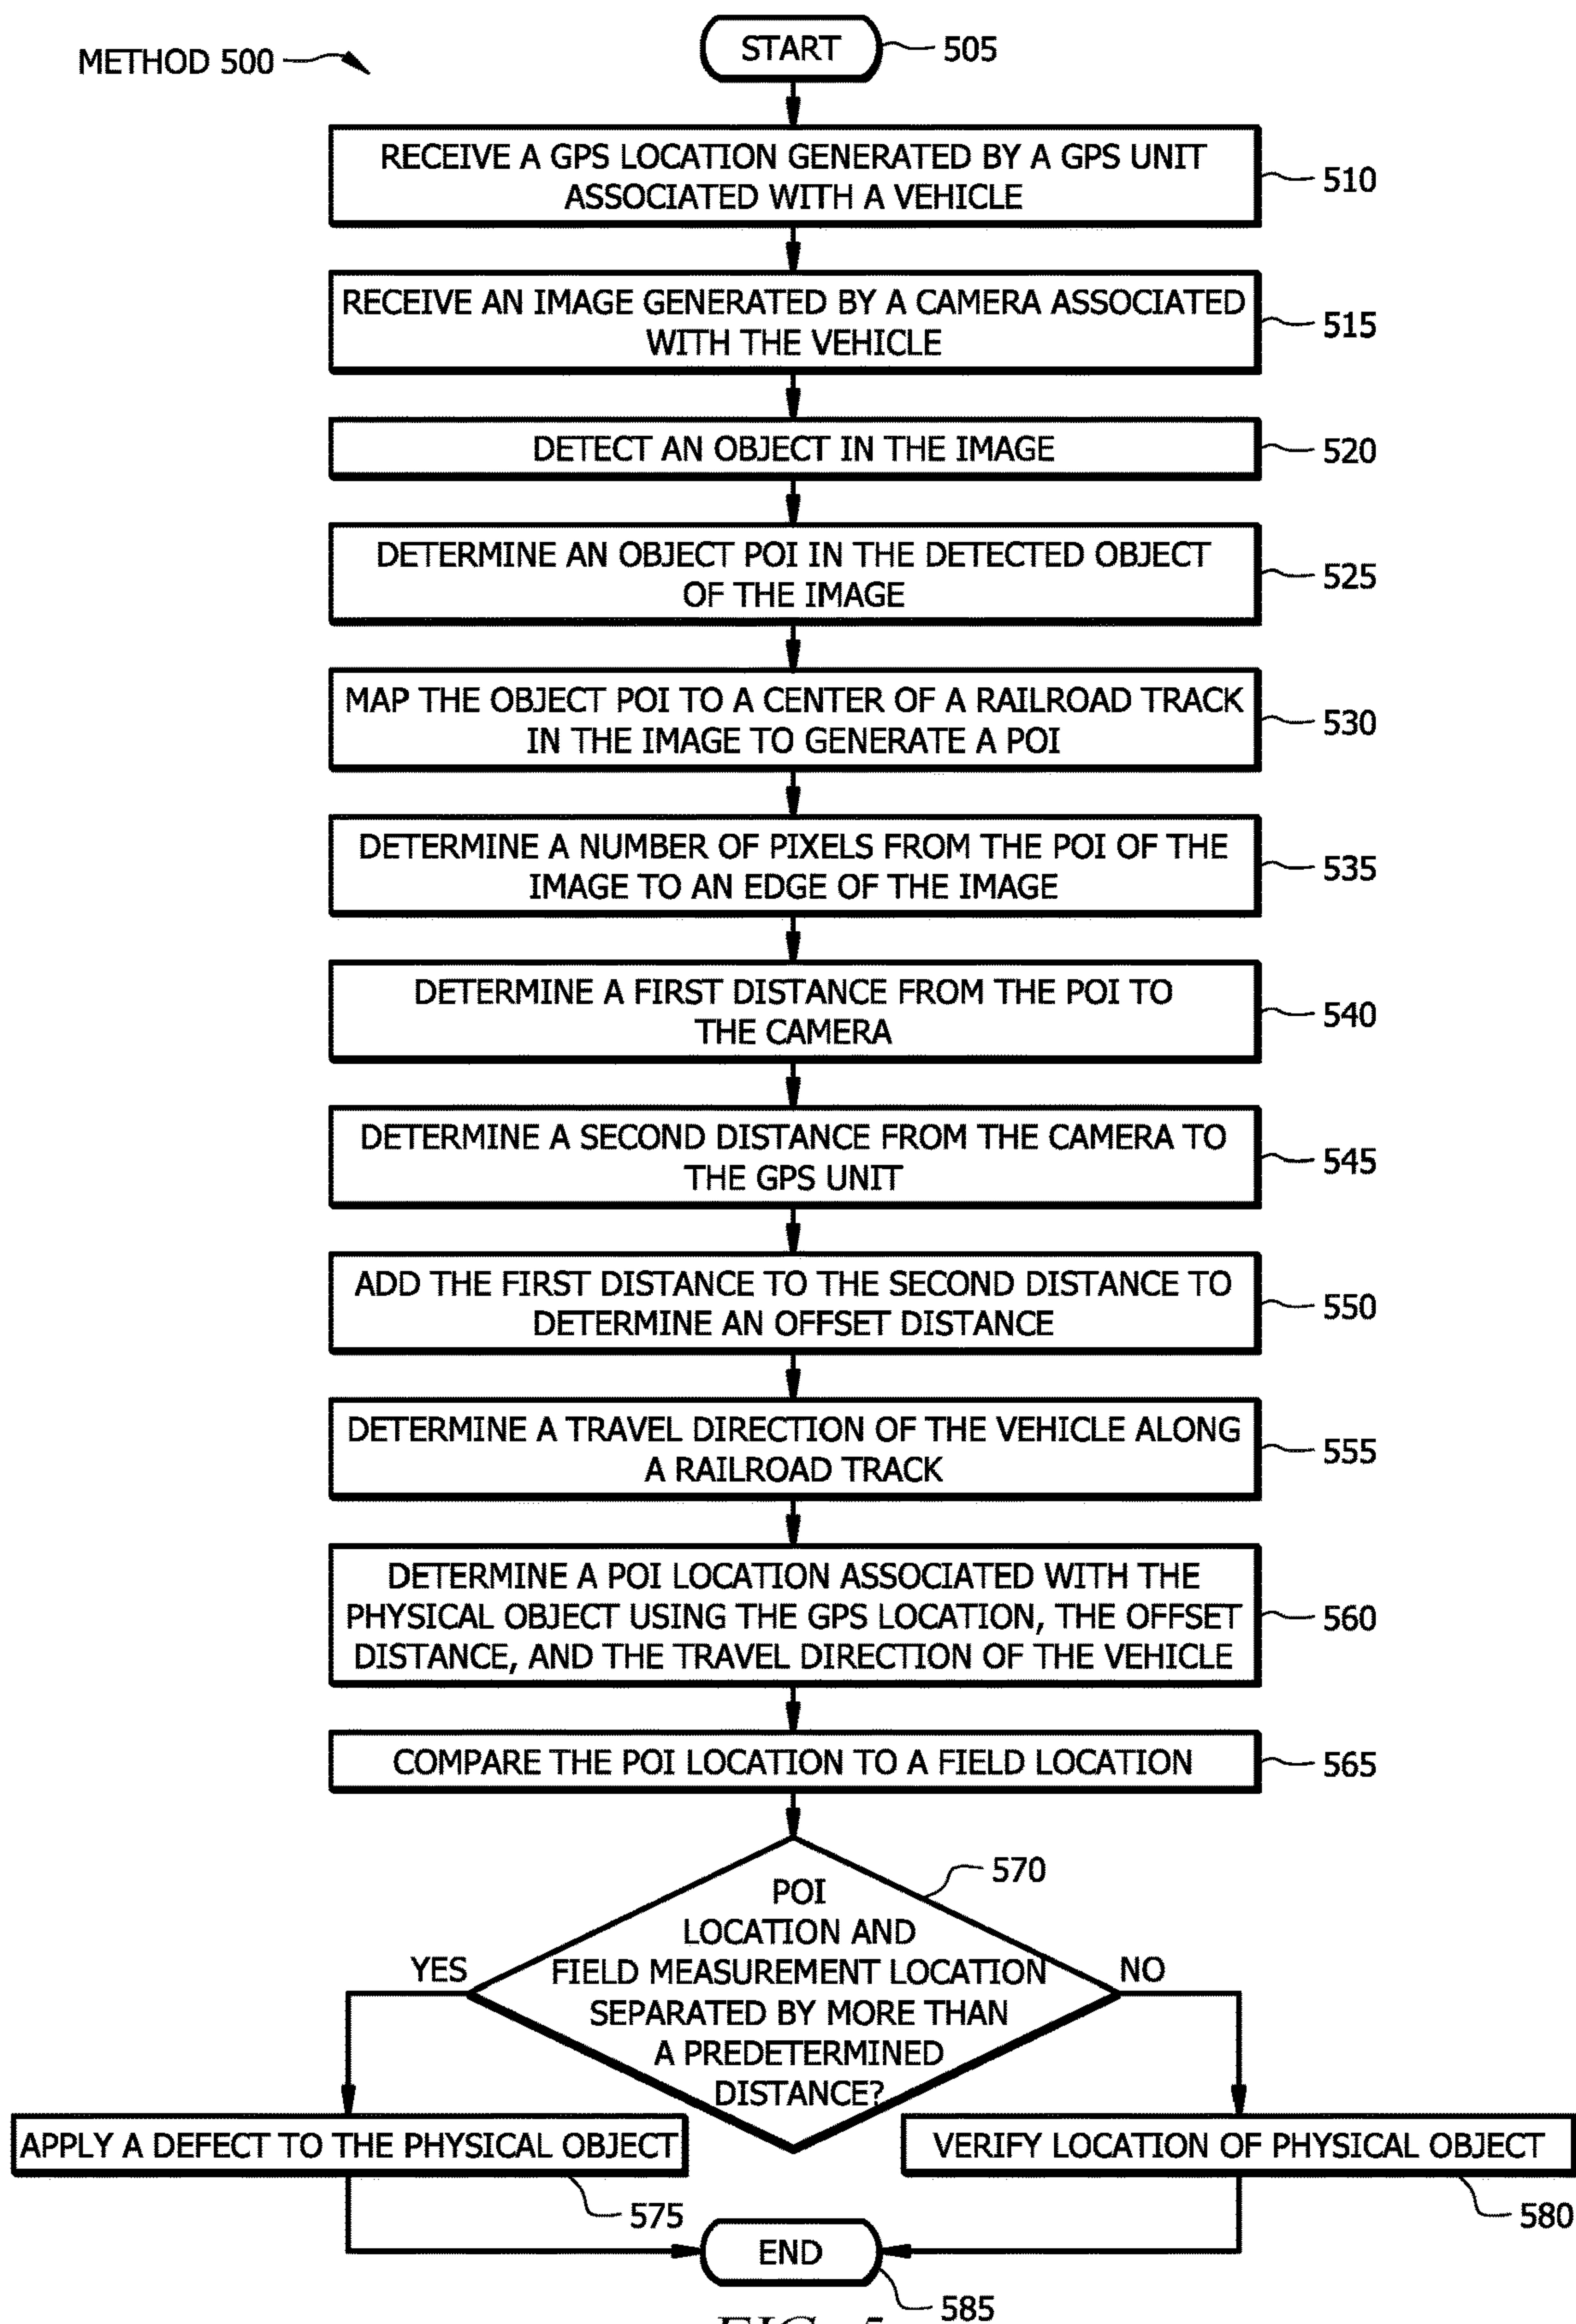 METHOD 500
START
505
RECEIVE A GPS LOCATION GENERATED BY A GPS UNIT
ASSOCIATED WITH A VEHICLE
510
RECEIVE AN IMAGE GENERATED BY A CAMERA ASSOCIATED
WITH THE VEHICLE
515
DETECT AN OBJECT IN THE IMAGE
520
DETERMINE AN OBJECT POI IN THE DETECTED OBJECT
OF THE IMAGE
525
MAP THE OBJECT POI TO A CENTER OF A RAILROAD TRACK
IN THE IMAGE TO GENERATE A POI
530
DETERMINE A NUMBER OF PIXELS FROM THE POI OF THE
IMAGE TO AN EDGE OF THE IMAGE
535
DETERMINE A FIRST DISTANCE FROM THE POI TO
THE CAMERA
540
DETERMINE A SECOND DISTANCE FROM THE CAMERA TO
THE GPS UNIT
545
ADD THE FIRST DISTANCE TO THE SECOND DISTANCE TO
DETERMINE AN OFFSET DISTANCE
550
DETERMINE A TRAVEL DIRECTION OF THE VEHICLE ALONG
A RAILROAD TRACK
555
DETERMINE A POI LOCATION ASSOCIATED WITH THE
PHYSICAL OBJECT USING THE GPS LOCATION, THE OFFSET
DISTANCE, AND THE TRAVEL DIRECTION OF THE VEHICLE
560
COMPARE THE POI LOCATION TO A FIELD LOCATION
565
570
POI
LOCATION AND
FIELD MEASUREMENT LOCATION
SEPARATED BY MORE THAN
A PREDETERMINED
DISTANCE?
YES
NO
APPLY A DEFECT TO THE PHYSICAL OBJECT
575
VERIFY LOCATION OF PHYSICAL OBJECT
580
END
585